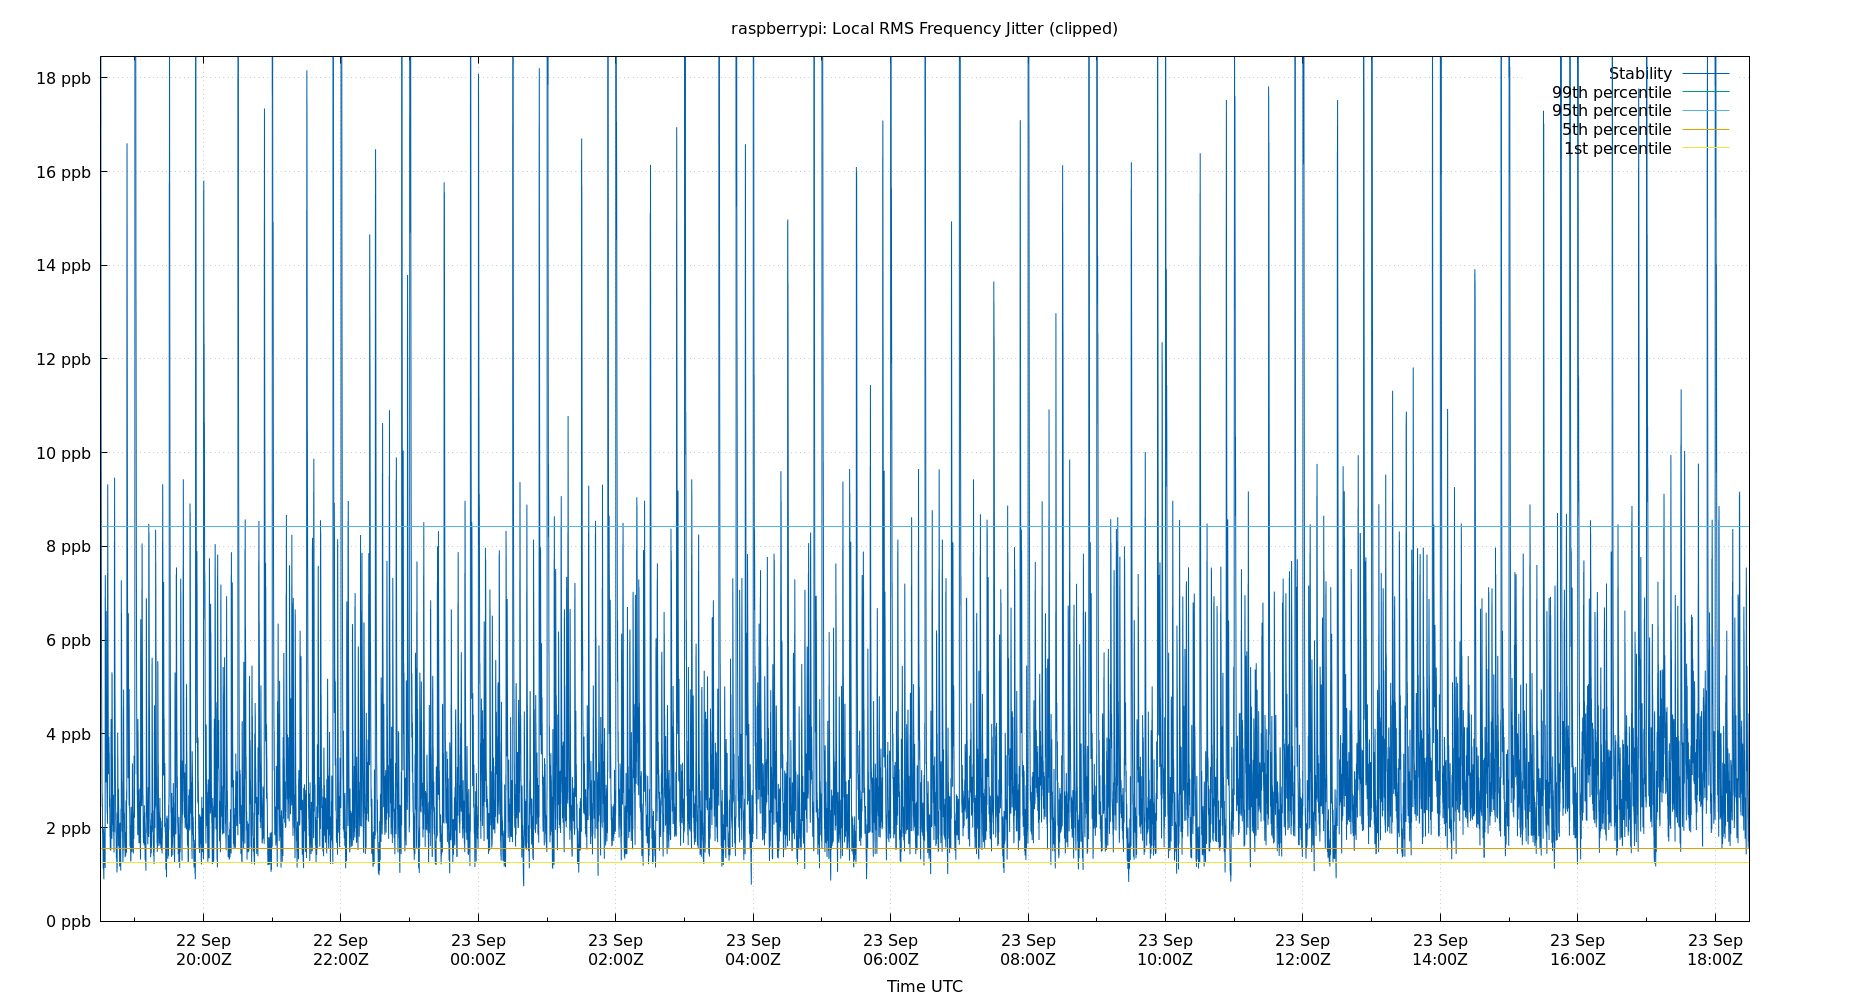 raspberrypi: Local RMS Frequency Jitter (clipped)
18 ppb
16 ppb
14 ppb
12 ppb
10 ppb
8 ppb
6 ppb
4 ppb
2 ppb
0 ppb
Stability
99th percentile
95th percentile
5th percentile
1st percentile
22 Sep
20:00Z
22 Sep
22:00Z
23 Sep
00:00Z
23 Sep
02:00Z
23 Sep
04:00Z
23 Sep
06:00Z
23 Sep
08:00Z
23 Sep
10:00Z
23 Sep
12:00Z
23 Sep
14:00Z
23 Sep
16:00Z
23 Sep
18:00Z
Time UTC